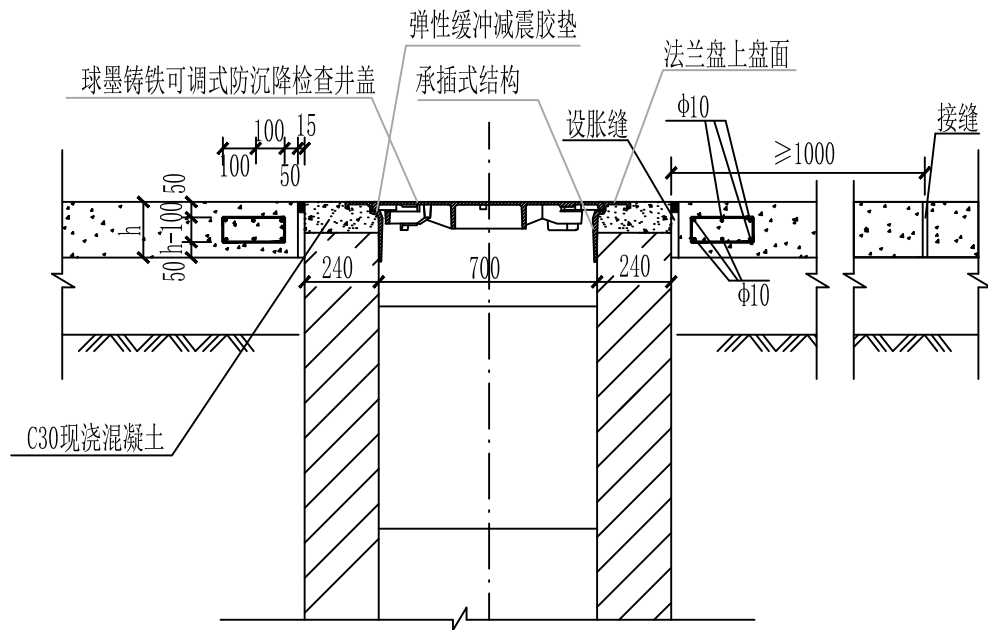 弹性缓冲减震胶垫
球墨铸铁可调式防沉降检查井盖
承插式结构
法兰盘上盘面
设胀缝
Φ10
接缝
100
15
100
50
≥1000
50
h
h-100
50
240
700
240
Φ10
C30现浇混凝土